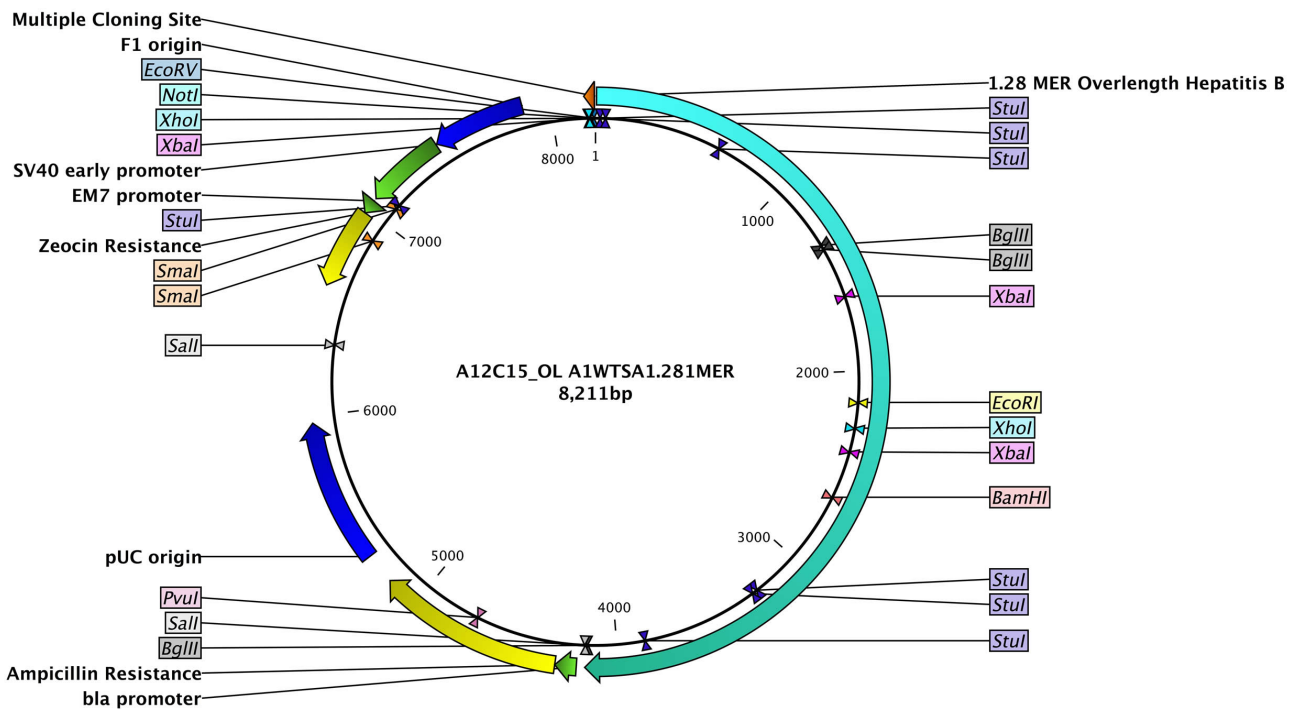 Multiple Cloning Site
F1 origin
EcoRV
NotI
XhoI
XbaI
SV40 early promoter
EM7 promoter
StuI
Zeocin Resistance
SmaI
SmaI
SalI
pUC origin
PvuI
SalI
BglII
Ampicillin Resistance
bla promoter
8000
1
1000
7000
2000
A12C15_OL A1WTSA1.281MER
8,211bp
6000
3000
5000
4000
1.28 MER Overlength Hepatitis B
StuI
StuI
StuI
BglII
BglII
XbaI
EcoRI
XhoI
XbaI
BamHI
StuI
StuI
StuI